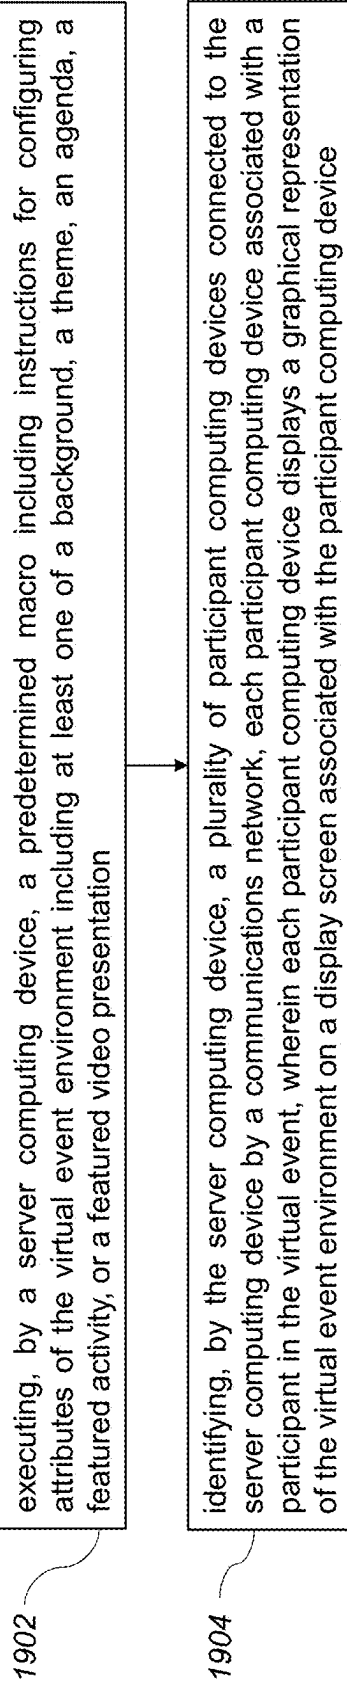 1902
executing, by a server computing device, a predetermined macro including instructions for configuring
attributes of the virtual event environment including at least one of a background, a theme, an agenda, a
featured activity, or a featured video presentation
1904
identifying, by the server computing device, a plurality of participant computing devices connected to the
server computing device by a communications network, each participant computing device associated with a
participant in the virtual event, wherein each participant computing device displays a graphical representation
of the virtual event environment on a display screen associated with the participant computing device